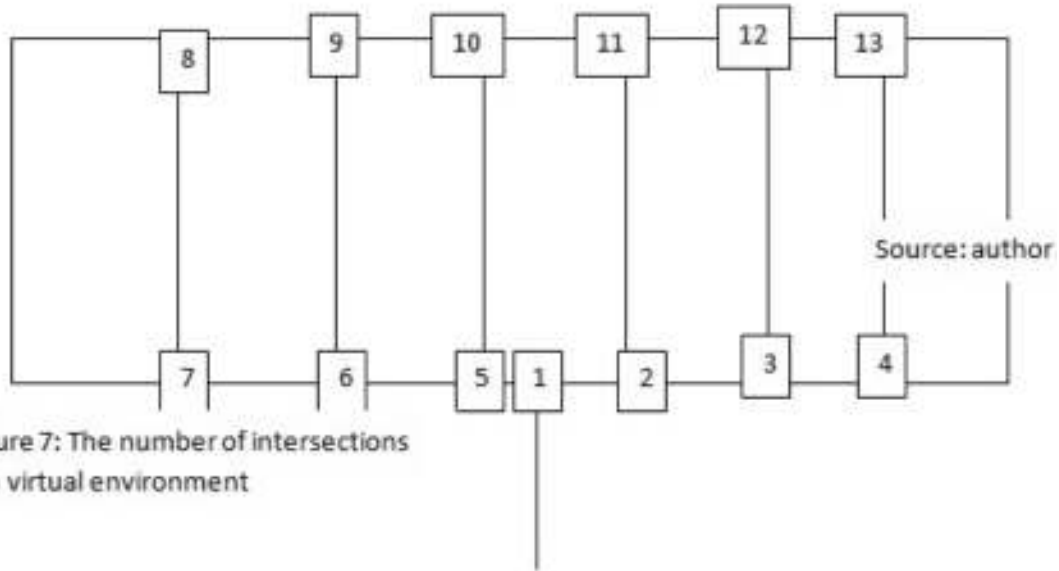 8 9 10 11 12 13
Source: author
7 6 5 1 2 3 4
ure 7: The number of intersections
virtual environment